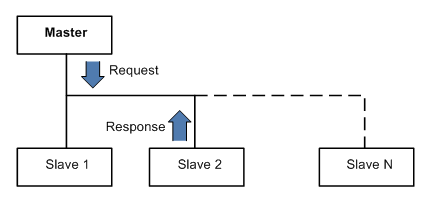 Master
Request
Response
Slave 1
Slave 2
Slave N